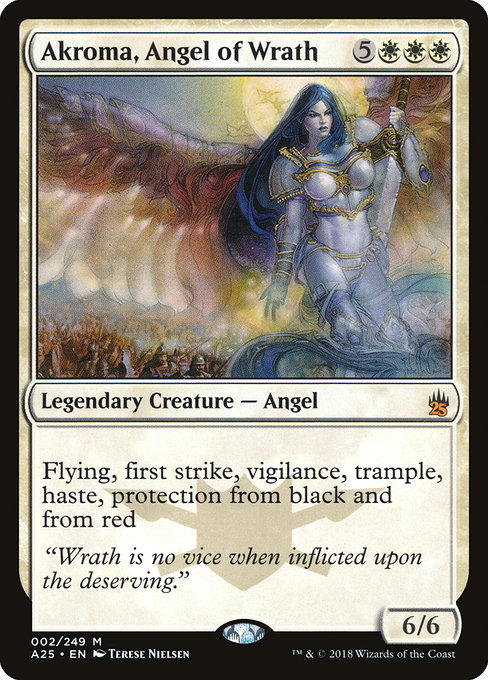 Akroma, Angel of Wrath 5
Legendary Creature — Angel
25
Flying, first strike, vigilance, trample,
haste, protection from black and
from red
“Wrath is no vice when inflicted upon
the deserving.”
6/6
002/249 M
A25 • EN Terese Nielsen
™ & © 2018 Wizards of the Coast